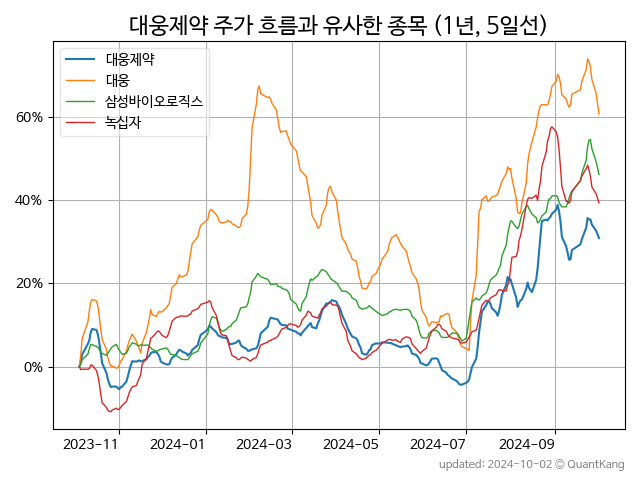 대웅제약 주가 흐름과 유사한 종목 (1년, 5일선)
대웅제약
대웅
삼성바이오로직스
녹십자
60%
40%
20%
0%
2023-11 2024-01 2024-03 2024-05 2024-07 2024-09
updated: 2024-10-02 © QuantKang